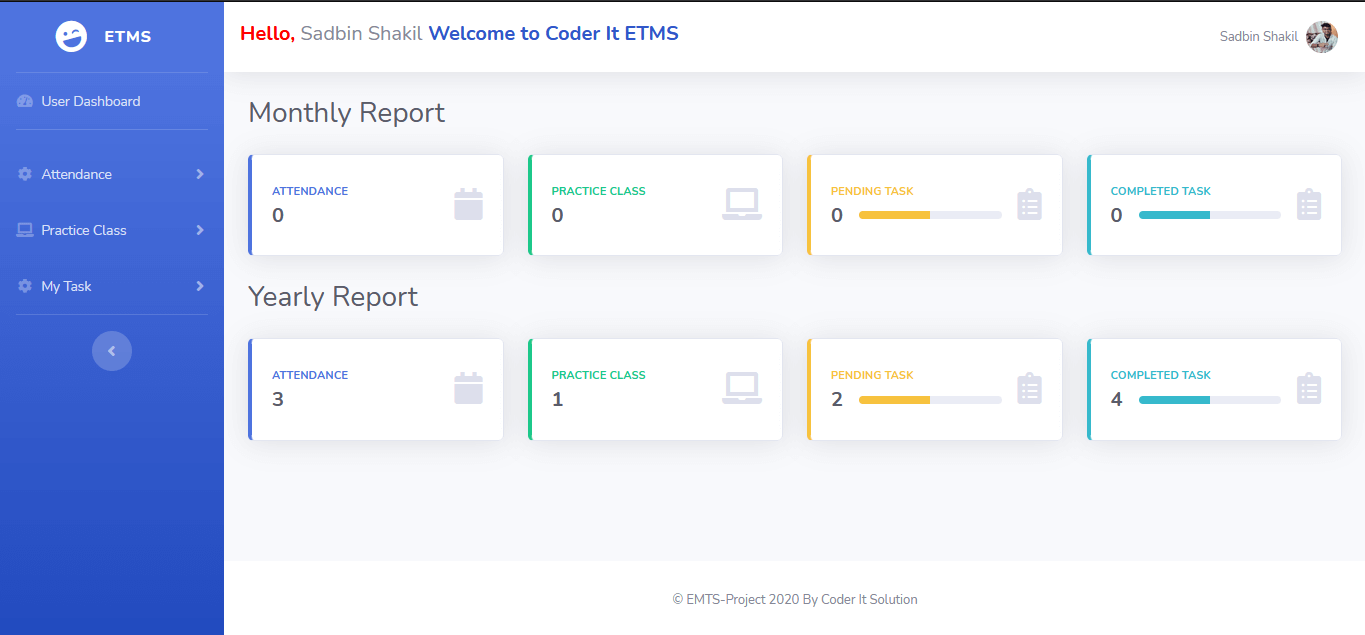 ETMS
Hello, Sadbin Shakil Welcome to Coder It ETMS
Sadbin Shakil
User Dashboard
Attendance
Practice Class
My Task
Monthly Report
ATTENDANCE
0
PRACTICE CLASS
0
PENDING TASK
0
COMPLETED TASK
0
Yearly Report
ATTENDANCE
3
PRACTICE CLASS
1
PENDING TASK
2
COMPLETED TASK
4
© EMTS-Project 2020 By Coder It Solution